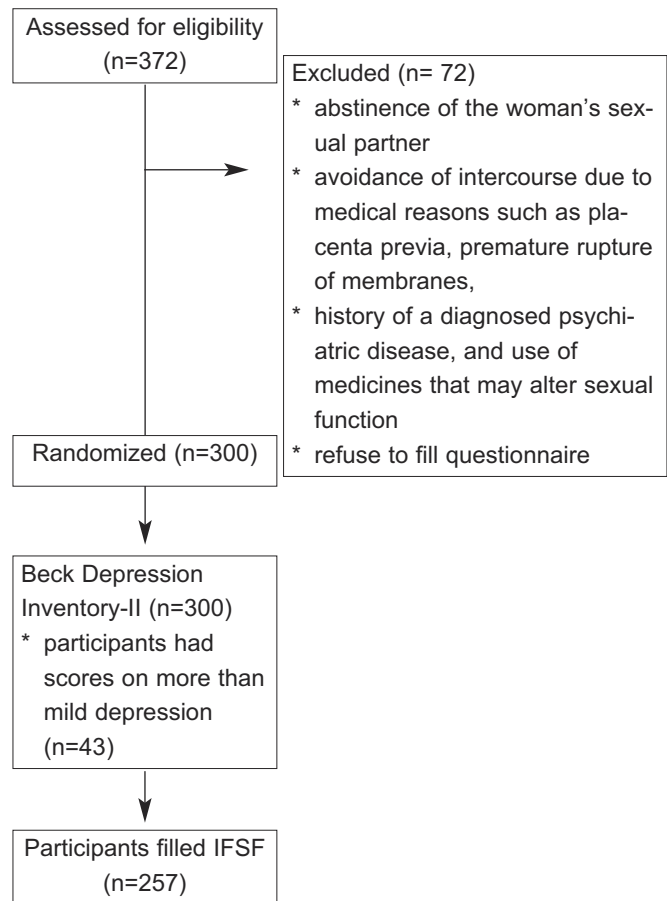 Assessed for eligibility
(n=372)
Excluded (n= 72)
* abstinence of the woman's sex-
ual partner
* avoidance of intercourse due to
medical reasons such as pla-
centa previa, premature rupture
of membranes,
* history of a diagnosed psychi-
atric disease, and use of
medicines that may alter sexual
function
* refuse to fill questionnaire
Randomized (n=300)
Beck Depression
Inventory-II (n=300)
* participants had
scores on more than
mild depression
(n=43)
Participants filled IFSF
(n=257)